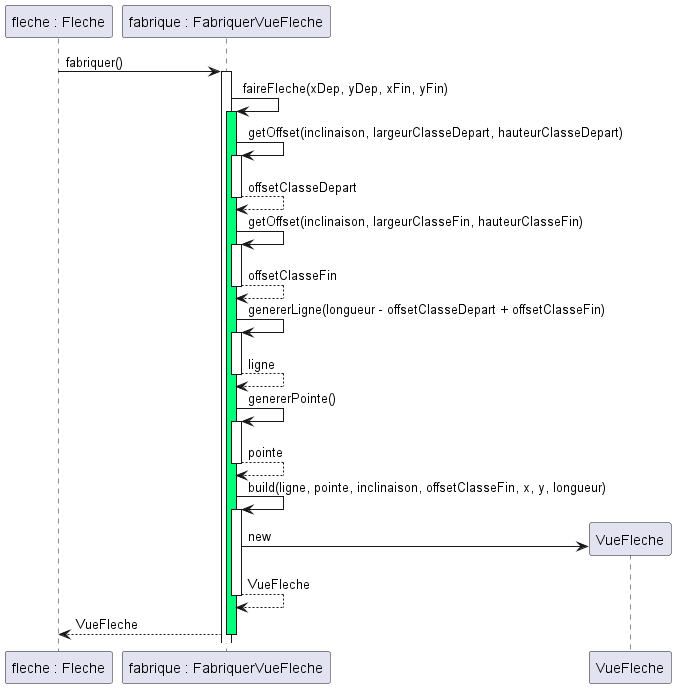 fleche : Fleche
fabrique : FabriquerVueFleche
fabriquer()
faireFleche(xDep, yDep, xFin, yFin)
getOffset(inclinaison, largeurClasseDepart, hauteurClasseDepart)
offsetClasseDepart
getOffset(inclinaison, largeurClasseFin, hauteurClasseFin)
offsetClasseFin
genererLigne(longueur - offsetClasseDepart + offsetClasseFin)
ligne
genererPointe()
pointe
build(ligne, pointe, inclinaison, offsetClasseFin, x, y, longueur)
new
VueFleche
VueFleche
VueFleche
fleche : Fleche
fabrique : FabriquerVueFleche
VueFleche